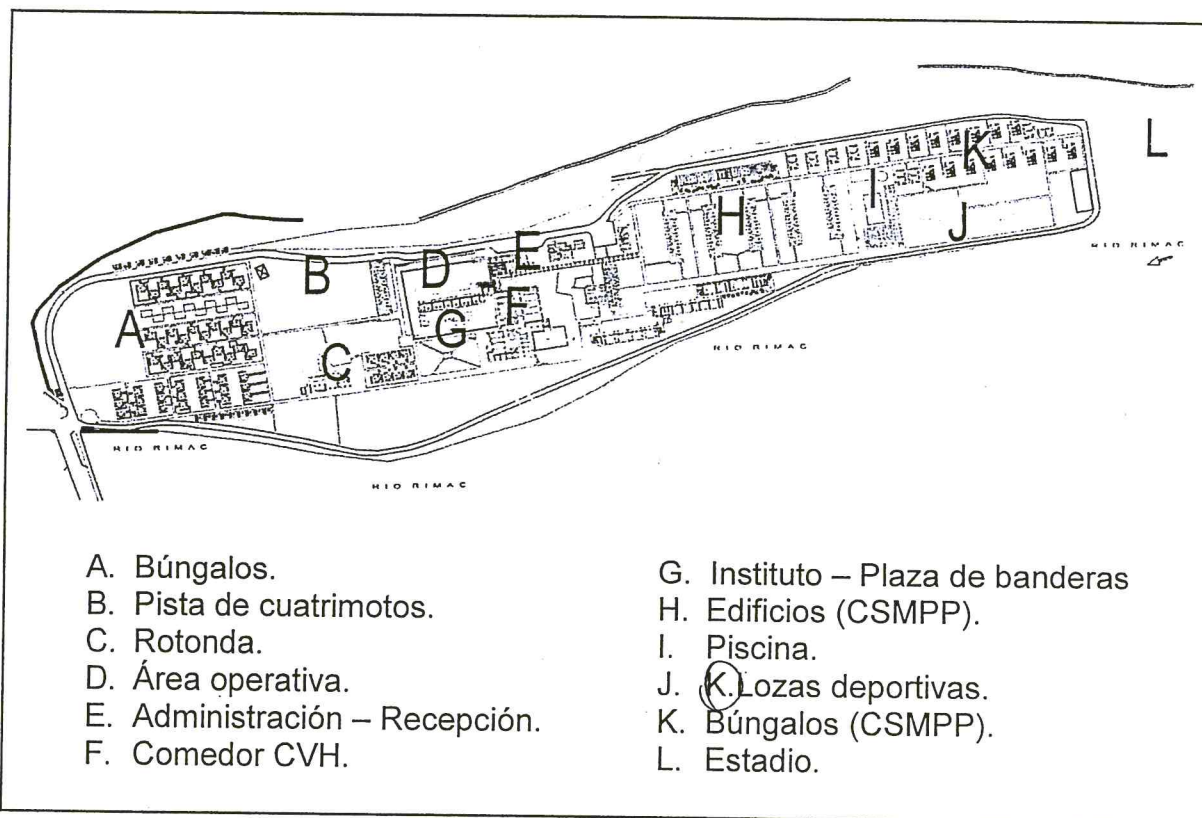 L
K
I
H
J
E
D
B
F
G
A
C
RIO RIMAC
RIO RIMAC
RIO RIMAC
RIO RIMAC
A. Búngalos.
B. Pista de cuatrimotos.
C. Rotonda.
D. Área operativa.
E. Administración – Recepción.
F. Comedor CVH.
G. Instituto – Plaza de banderas
H. Edificios (CSMPP).
I. Piscina.
J. K.Lozas deportivas.
K. Búngalos (CSMPP).
L. Estadio.